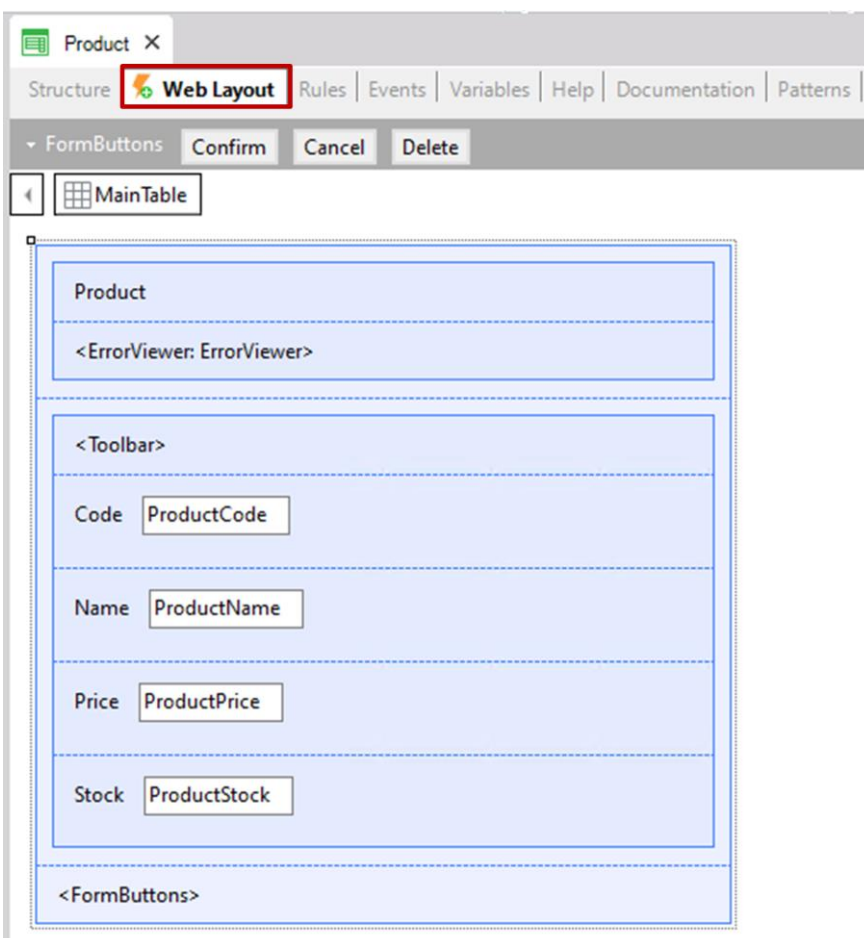 Product
Structure Web Layout Rules Events Variables Help Documentation Patterns
FormButtons Confirm Cancel Delete
MainTable
Product
<ErrorViewer: ErrorViewer>
<Toolbar>
Code ProductCode
Name ProductName
Price ProductPrice
Stock ProductStock
<FormButtons>